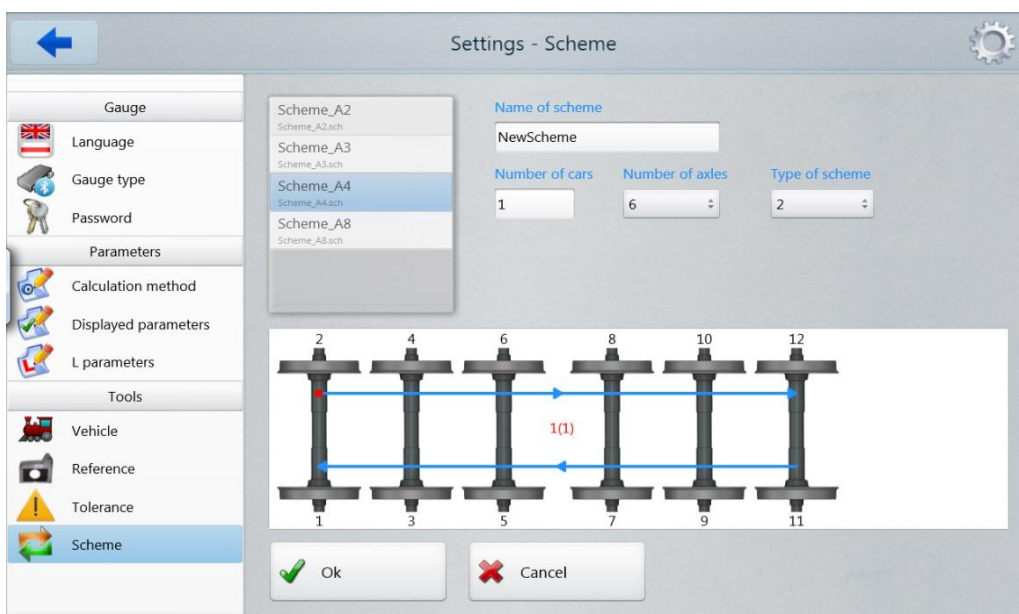 Settings - Scheme
Gauge
Language
Gauge type
Password
Parameters
Calculation method
Displayed parameters
L parameters
Tools
Vehicle
Reference
Tolerance
Scheme
Scheme_A2
Scheme_A2.sch
Scheme_A3
Scheme_A3.sch
Scheme_A4
Scheme_A4.sch
Scheme_A8
Scheme_A8.sch
Name of scheme
NewScheme
Number of cars Number of axles Type of scheme
1 6 2
2 4 6 8 10 12
1(1)
1 3 5 7 9 11
Ok Cancel